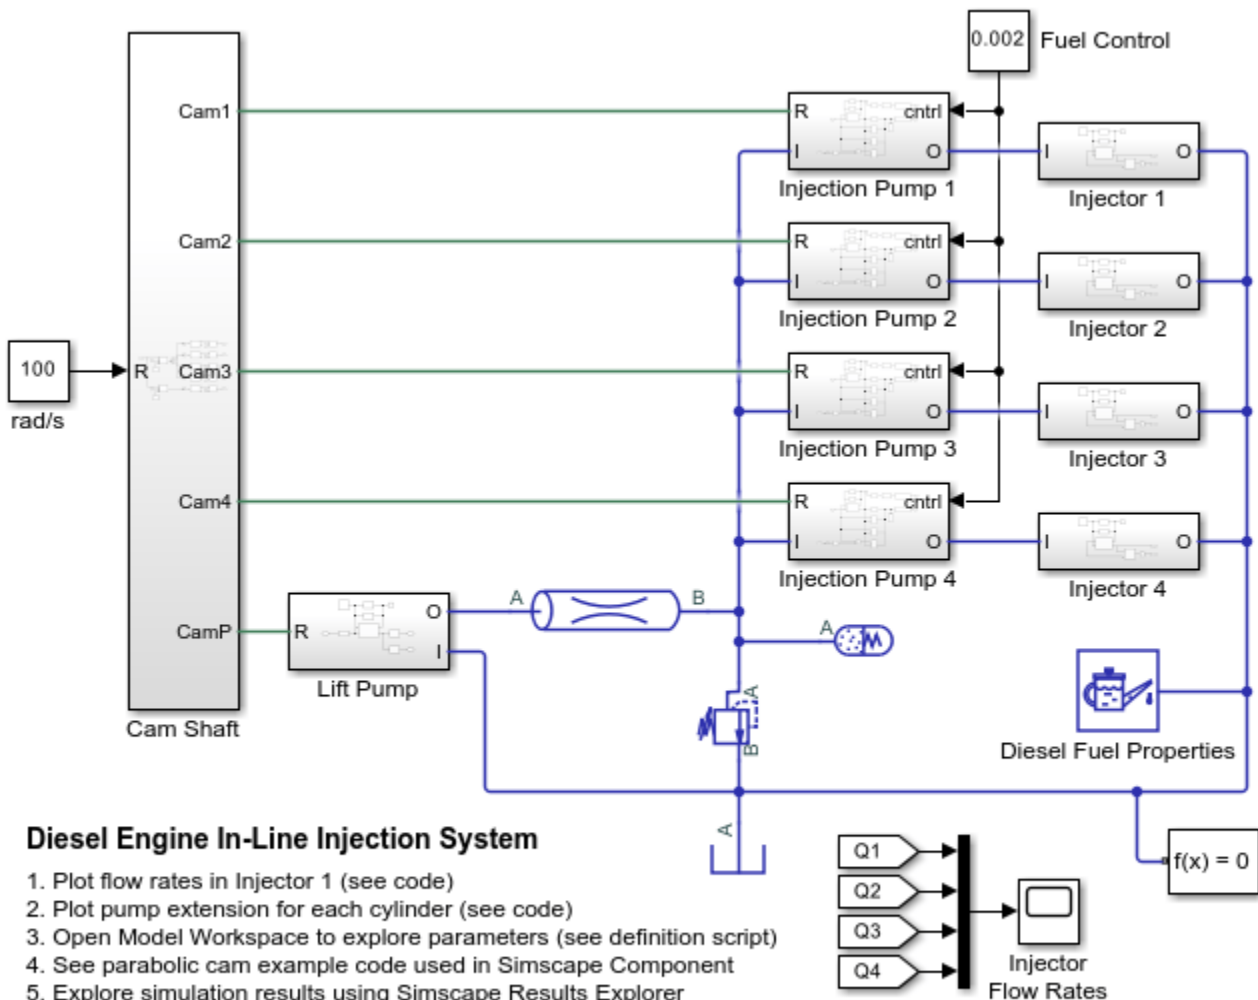 0.002
Fuel Control
Cam1
R
cntrl
I
O
I
O
Injection Pump 1
Injector 1
Cam2
R
cntrl
I
O
I
O
Injection Pump 2
Injector 2
100
rad/s
R
Cam3
R
cntrl
I
O
I
O
Injection Pump 3
Injector 3
Cam4
R
cntrl
I
O
I
O
Injection Pump 4
Injector 4
CamP
R
O
I
Lift Pump
A
B
A
A
B
Cam Shaft
Diesel Fuel Properties
A
f(x) = 0
Diesel Engine In-Line Injection System
1. Plot flow rates in Injector 1 (see code)
2. Plot pump extension for each cylinder (see code)
3. Open Model Workspace to explore parameters (see definition script)
4. See parabolic cam example code used in Simscape Component
5. Explore simulation results using Simscape Results Explorer
Q1
Q2
Q3
Q4
Injector
Flow Rates